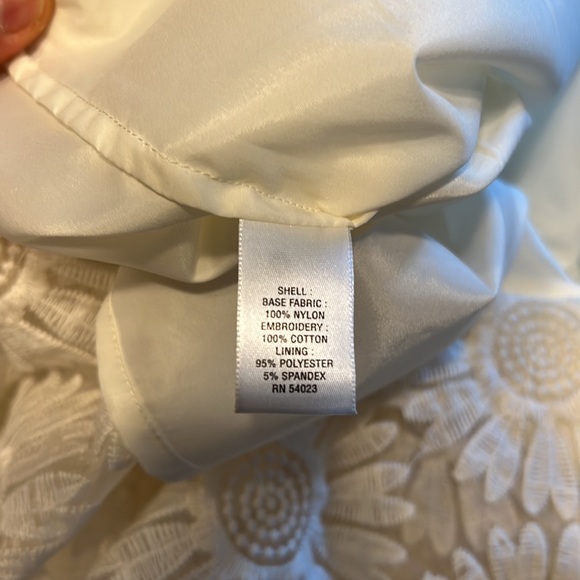 SHELL :
BASE FABRIC :
100% NYLON
EMBROIDERY :
100% COTTON
LINING :
95% POLYESTER
5% SPANDEX
RN 54023